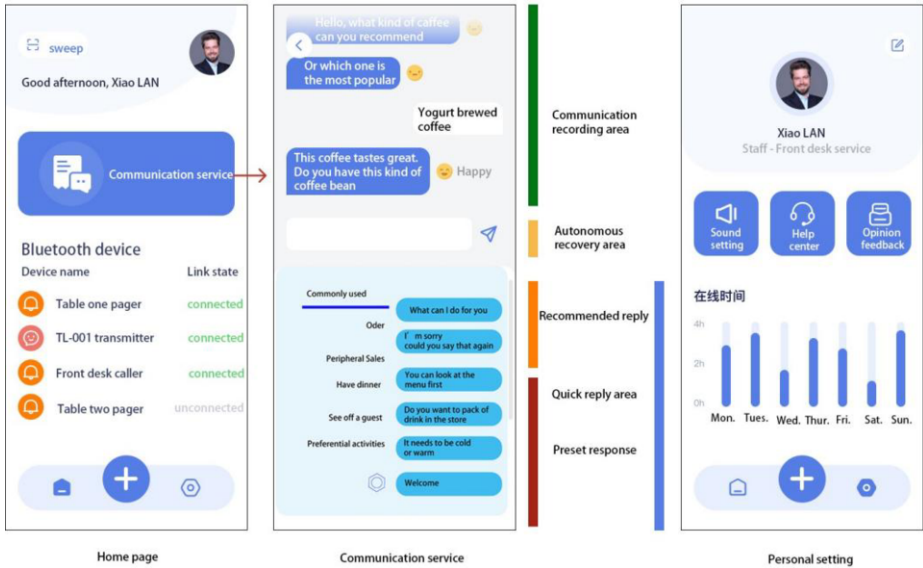 sweep
Good afternoon, Xiao LAN
Communication service
Bluetooth device
Device name Link state
Table one pager connected
TL-001 transmitter connected
Front desk caller connected
Table two pager unconnected
Home page
Hello, what kind of caffee
can you recommend
Or which one is
the most popular
Yogurt brewed
coffee
This coffee tastes great.
Do you have this kind of
coffee bean
Happy
Commonly used
Oder
Peripheral Sales
Have dinner
See off a guest
Preferential activities
What can I do for you
I' m sorry
could you say that again
You can look at the
menu first
Do you want to pack of
drink in the store
It needs to be cold
or warm
Welcome
Communication service
Communication
recording area
Autonomous
recovery area
Recommended reply
Quick reply area
Preset response
Xiao LAN
Staff - Front desk service
Sound
setting
Help
center
Opinion
feedback
在线时间
4h
2h
0h
Mon. Tues. Wed. Thur. Fri. Sat. Sun.
Personal setting